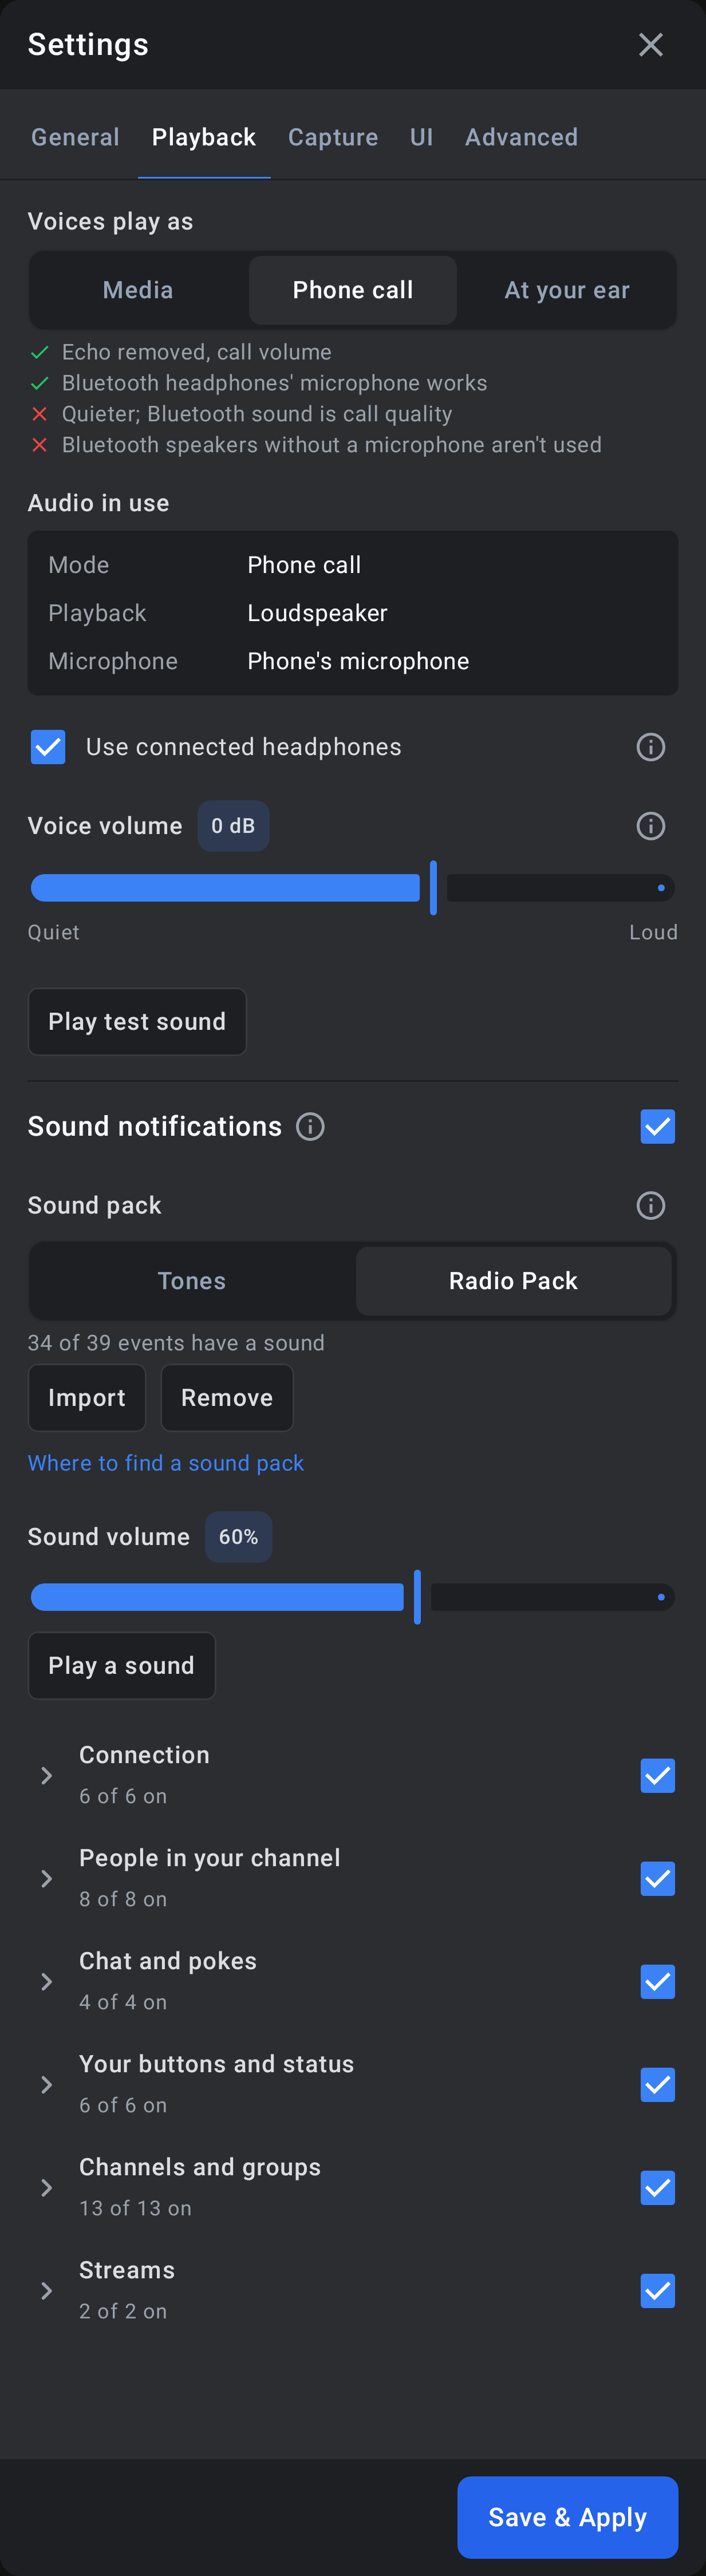 Settings
General Playback Capture UI Advanced
Voices play as
Media Phone call At your ear
Echo removed, call volume
Bluetooth headphones' microphone works
Quieter; Bluetooth sound is call quality
Bluetooth speakers without a microphone aren't used
Audio in use
Mode Phone call
Playback Loudspeaker
Microphone Phone's microphone
Use connected headphones
Voice volume 0 dB
Quiet Loud
Play test sound
Sound notifications
Sound pack
Tones Radio Pack
34 of 39 events have a sound
Import Remove
Where to find a sound pack
Sound volume 60%
Play a sound
Connection
6 of 6 on
People in your channel
8 of 8 on
Chat and pokes
4 of 4 on
Your buttons and status
6 of 6 on
Channels and groups
13 of 13 on
Streams
2 of 2 on
Save & Apply